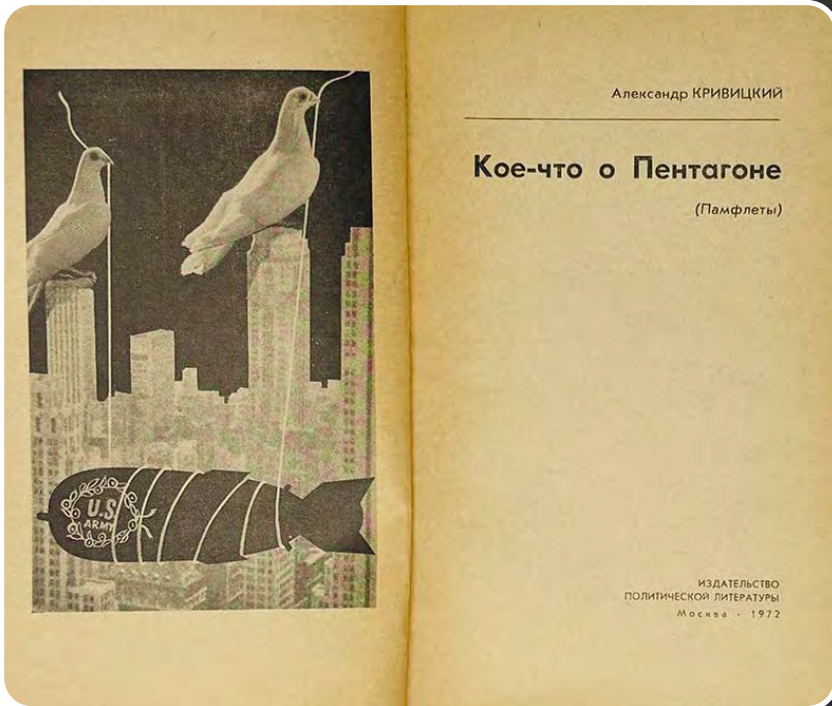 U.S.
ARMY
Александр КРИВИЦКИЙ
Кое-что о Пентагоне
(Памфлеты)
ИЗДАТЕЛЬСТВО
ПОЛИТИЧЕСКОЙ ЛИТЕРАТУРЫ
Москва - 1972